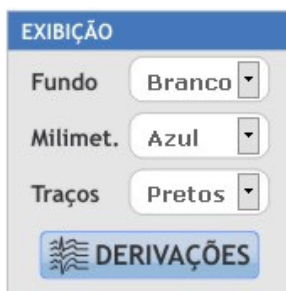 EXIBIÇÃO
Fundo Branco
Milimet. Azul
Traços Pretos
DERIVAÇÕES